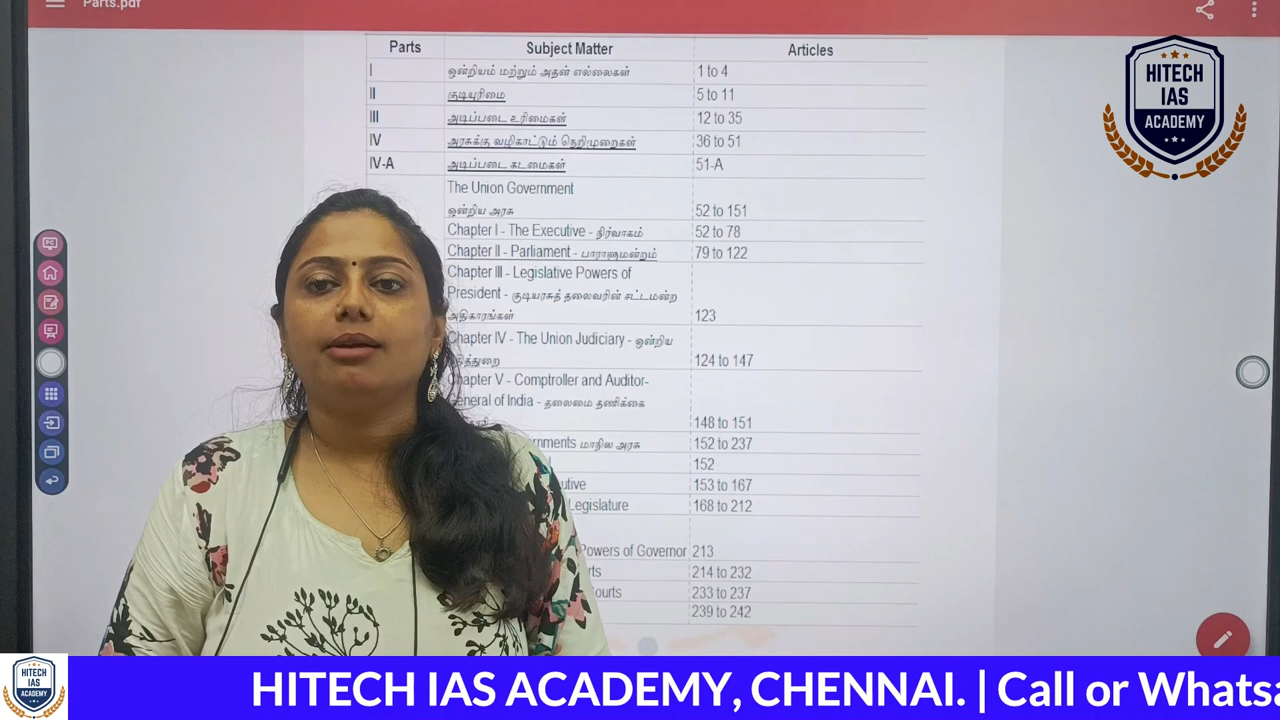 Parts.pdf
Parts Subject Matter Articles
I ஒன்றியம் மற்றும் அதன் எல்லைகள் 1 to 4
II குடியுரிமை 5 to 11
III அடிப்படை உரிமைகள் 12 to 35
IV அரசுக்கு வழிகாட்டும் நெறிமுறைகள் 36 to 51
IV-A அடிப்படை கடமைகள் 51-A
The Union Government
ஒன்றிய அரசு 52 to 151
Chapter I - The Executive - நிர்வாகம் 52 to 78
Chapter II - Parliament - பாராளுமன்றம் 79 to 122
Chapter III - Legislative Powers of
President - குடியரசுத் தலைவரின் சட்டமன்ற
அதிகாரங்கள் 123
Chapter IV - The Union Judiciary - ஒன்றிய
124 to 147
Chapter V - Comptroller and Auditor-
General of India - தலைமை தணிக்கை
148 to 151
மாநில அரசு 152 to 237
152
153 to 167
Legislature 168 to 212
Powers of Governor 213
214 to 232
233 to 237
239 to 242
HITECH
IAS
ACADEMY
HITECH
IAS
ACADEMY
HITECH IAS ACADEMY, CHENNAI. | Call or Whatsa